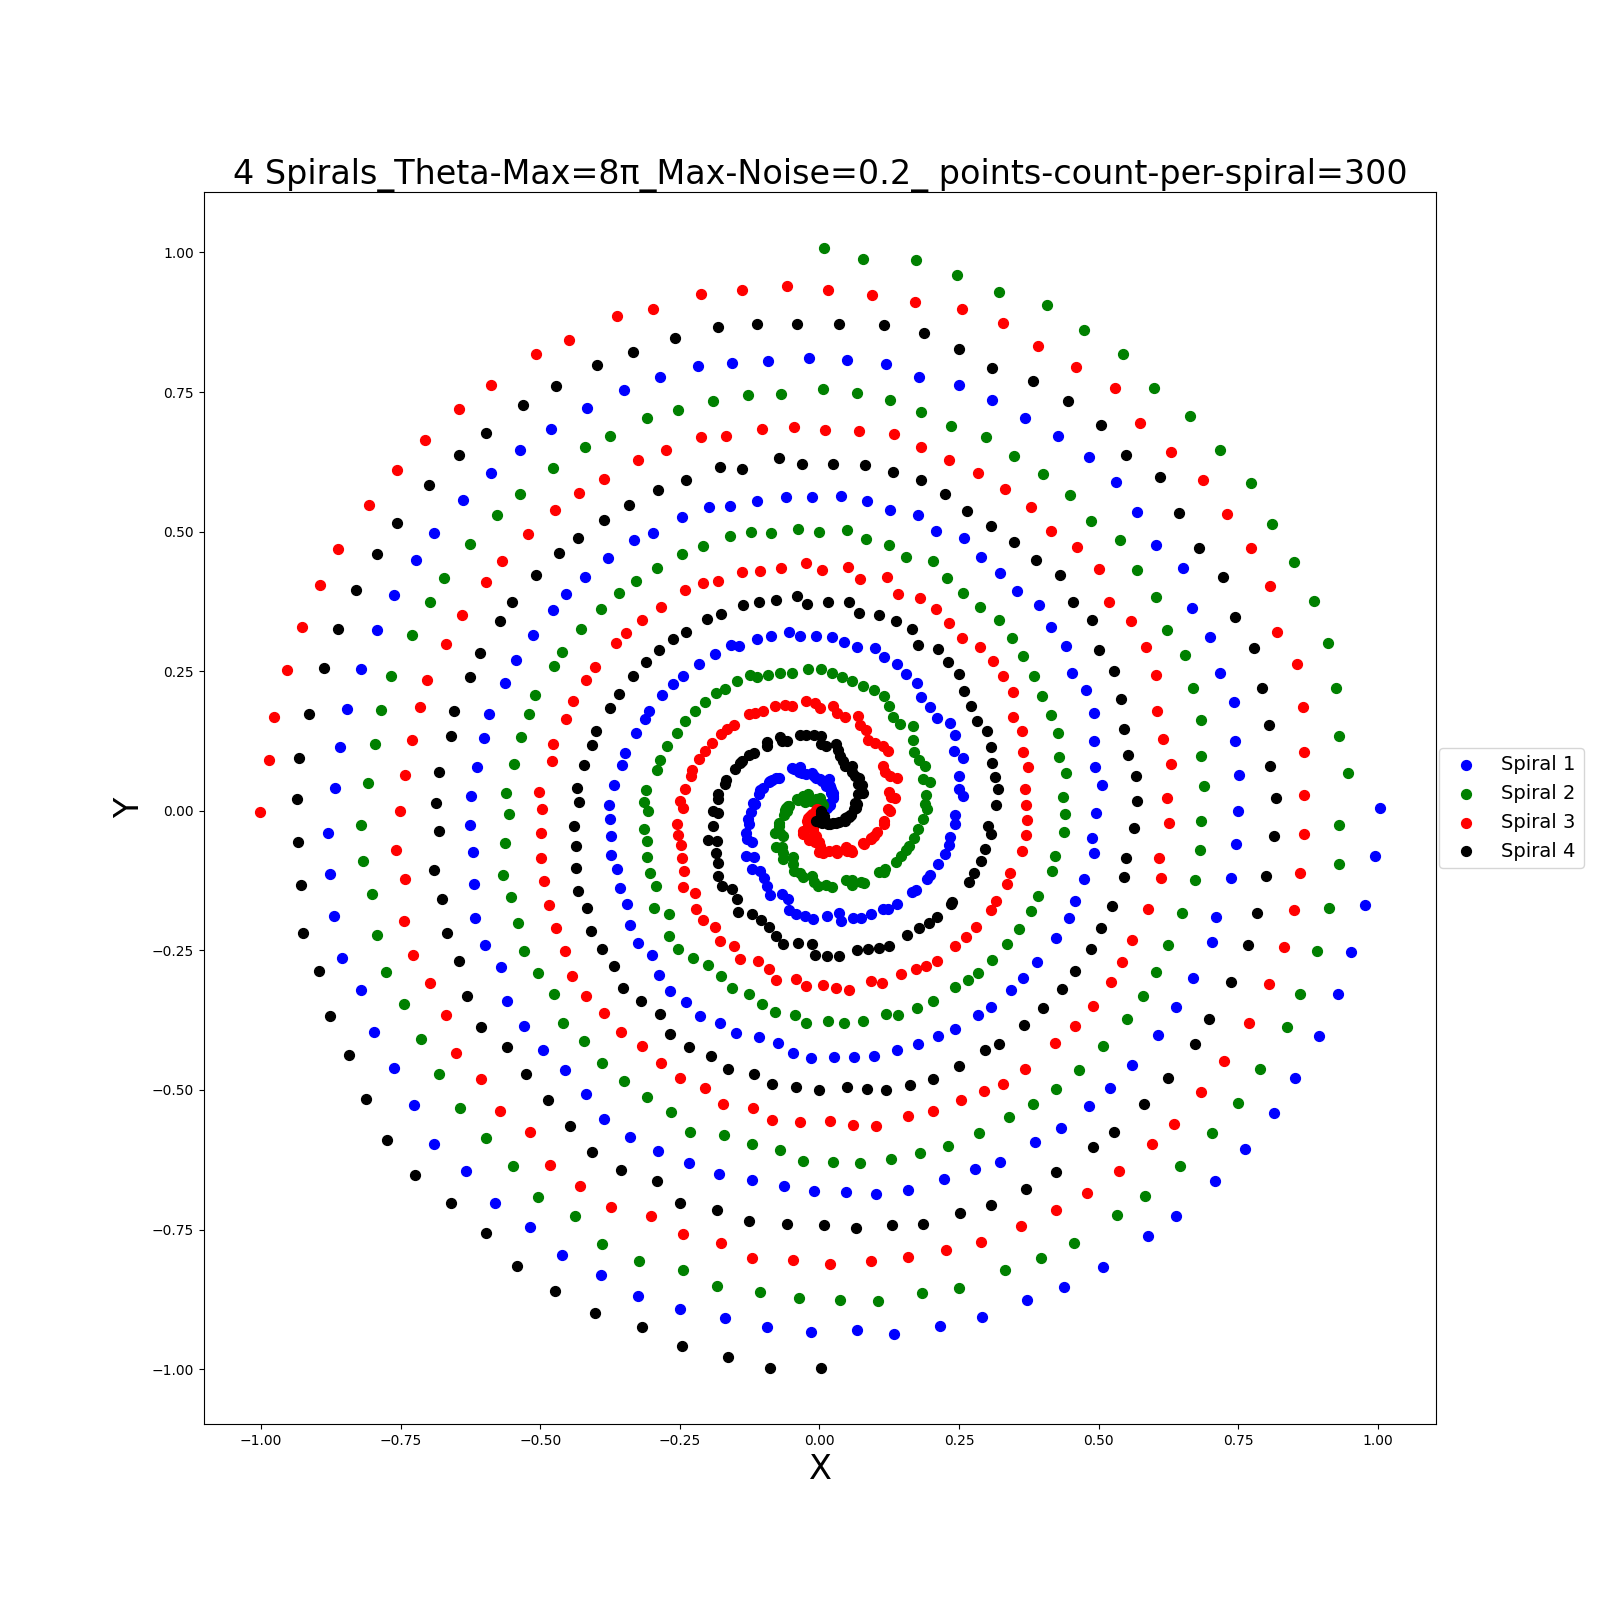 4 Spirals_Theta-Max=8π_Max-Noise=0.2_ points-count-per-spiral=300
1.00
0.75
0.50
0.25
0.00
−0.25
−0.50
−0.75
−1.00
Y
Spiral 1
Spiral 2
Spiral 3
Spiral 4
−1.00 −0.75 −0.50 −0.25 0.00 0.25 0.50 0.75 1.00
X